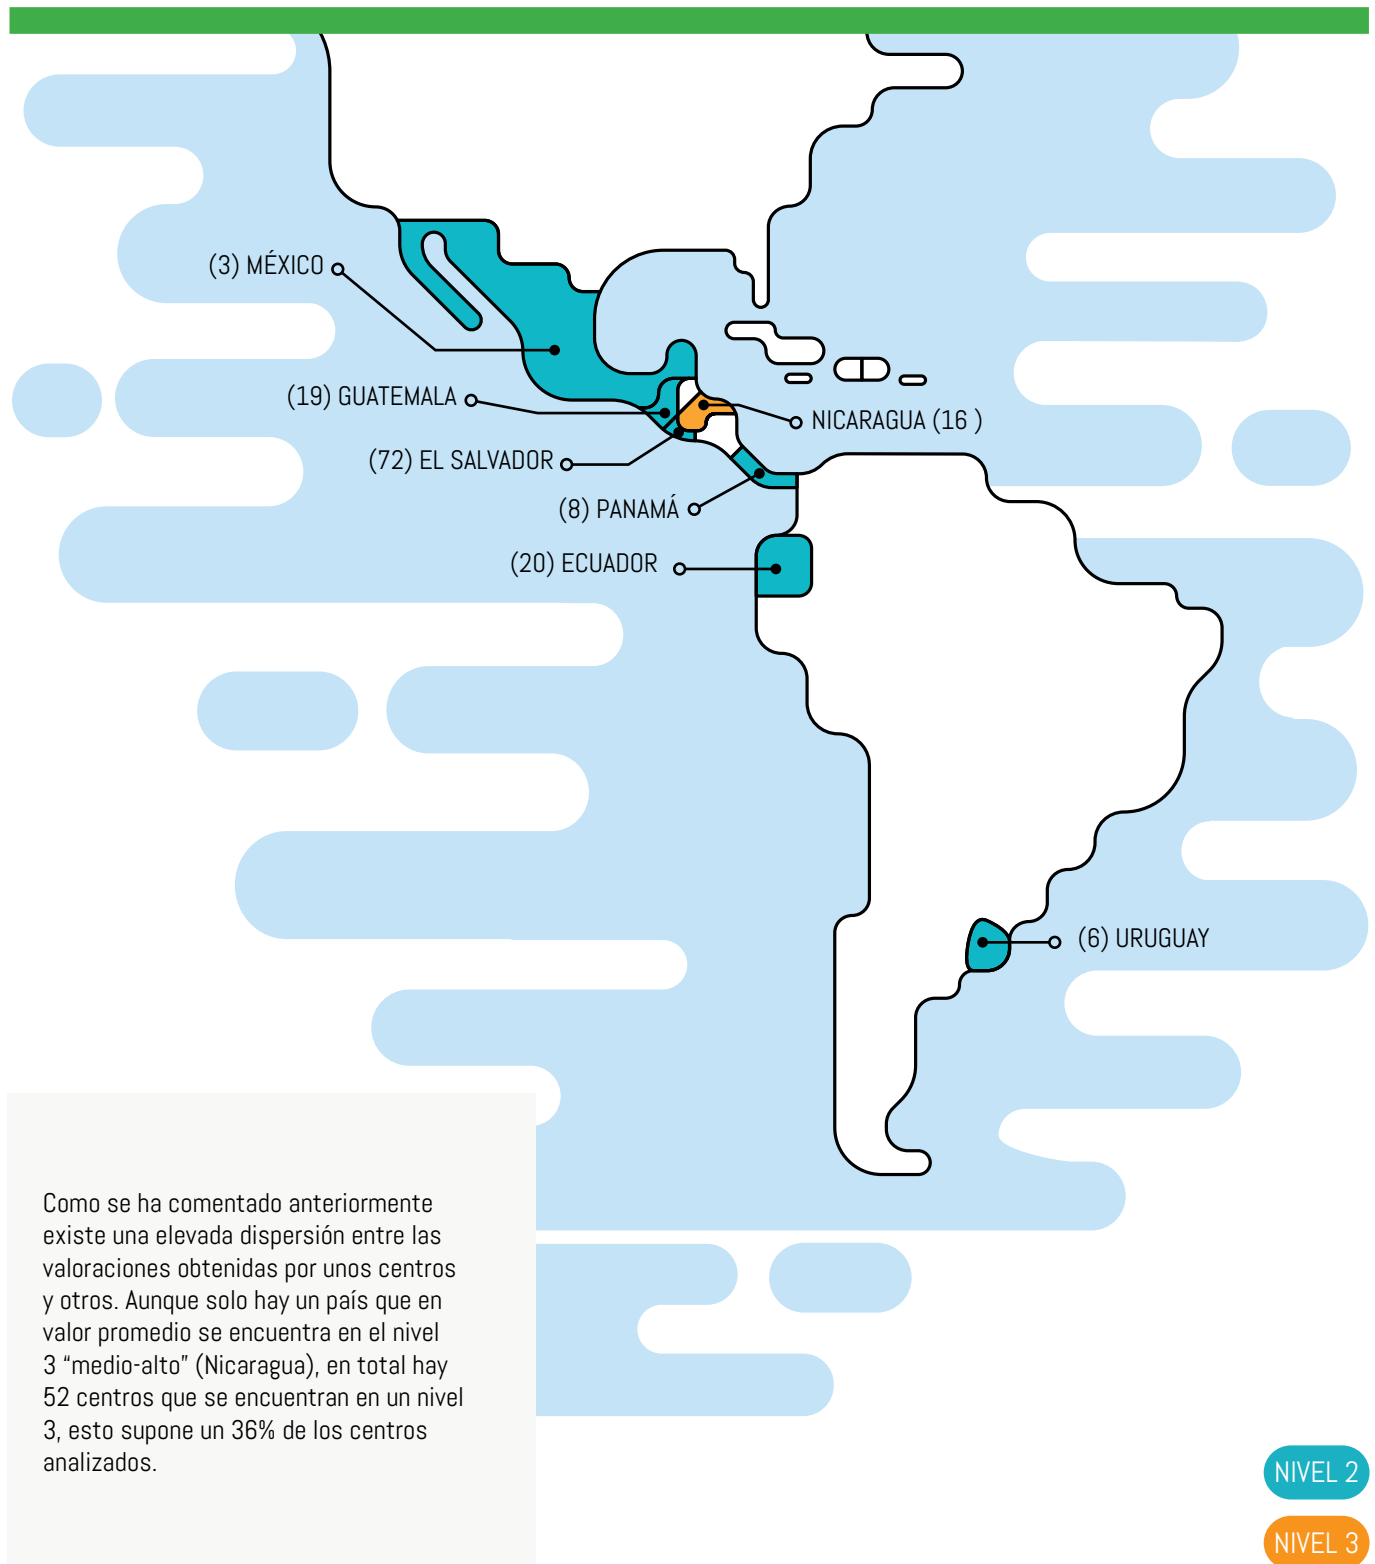 (3) MÉXICO
(19) GUATEMALA
NICARAGUA (16 )
(72) EL SALVADOR
(8) PANAMÁ
(20) ECUADOR
(6) URUGUAY
Como se ha comentado anteriormente
existe una elevada dispersión entre las
valoraciones obtenidas por unos centros
y otros. Aunque solo hay un país que en
valor promedio se encuentra en el nivel
3 “medio-alto” (Nicaragua), en total hay
52 centros que se encuentran en un nivel
3, esto supone un 36% de los centros
analizados.
NIVEL 2
NIVEL 3